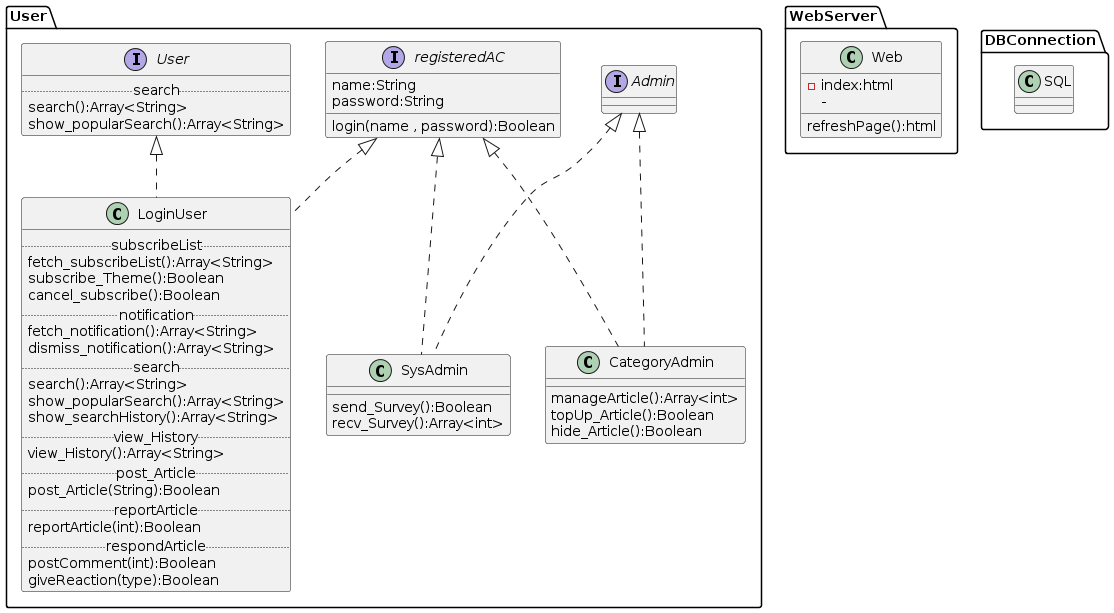 User
WebServer
DBConnection
I User
search
search():Array<String>
show_popularSearch():Array<String>
I registeredAC
name:String
password:String
login(name , password):Boolean
I Admin
C Web
index:html
-
refreshPage():html
C SQL
C LoginUser
subscribeList
fetch_subscribeList():Array<String>
subscribe_Theme():Boolean
cancel_subscribe():Boolean
notification
fetch_notification():Array<String>
dismiss_notification():Array<String>
search
search():Array<String>
show_popularSearch():Array<String>
show_searchHistory():Array<String>
view_History
view_History():Array<String>
post_Article
post_Article(String):Boolean
reportArticle
reportArticle(int):Boolean
respondArticle
postComment(int):Boolean
giveReaction(type):Boolean
C SysAdmin
send_Survey():Boolean
recv_Survey():Array<int>
C CategoryAdmin
manageArticle():Array<int>
topUp_Article():Boolean
hide_Article():Boolean